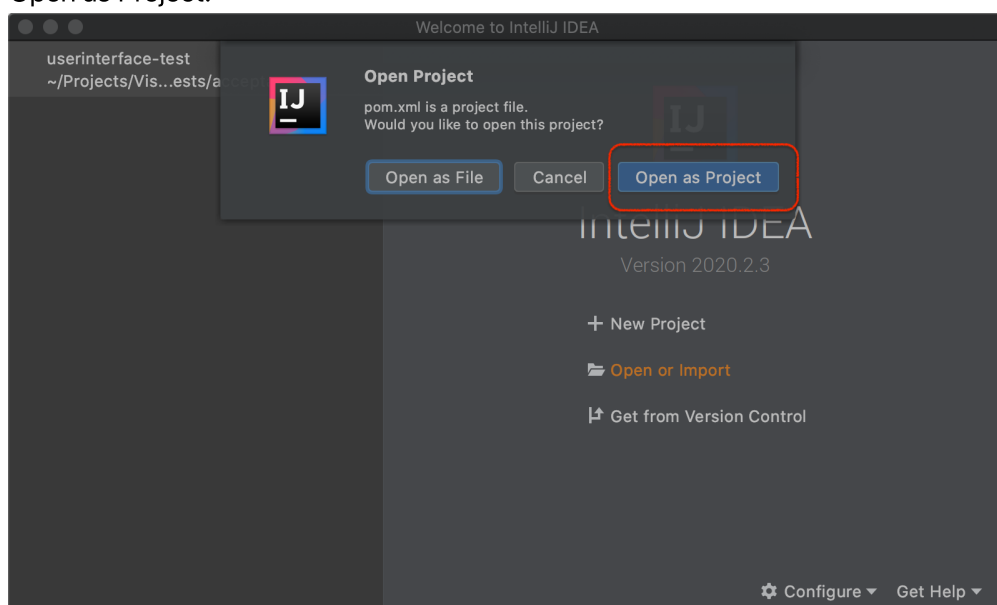 Open as Project.
Welcome to IntelliJ IDEA
userinterface-test
~/Projects/Vis...ests/accep
IJ
Open Project
pom.xml is a project file.
Would you like to open this project?
IJ
Open as File
Cancel
Open as Project
IntelliJ IDEA
Version 2020.2.3
New Project
Open or Import
Get from Version Control
Configure
Get Help